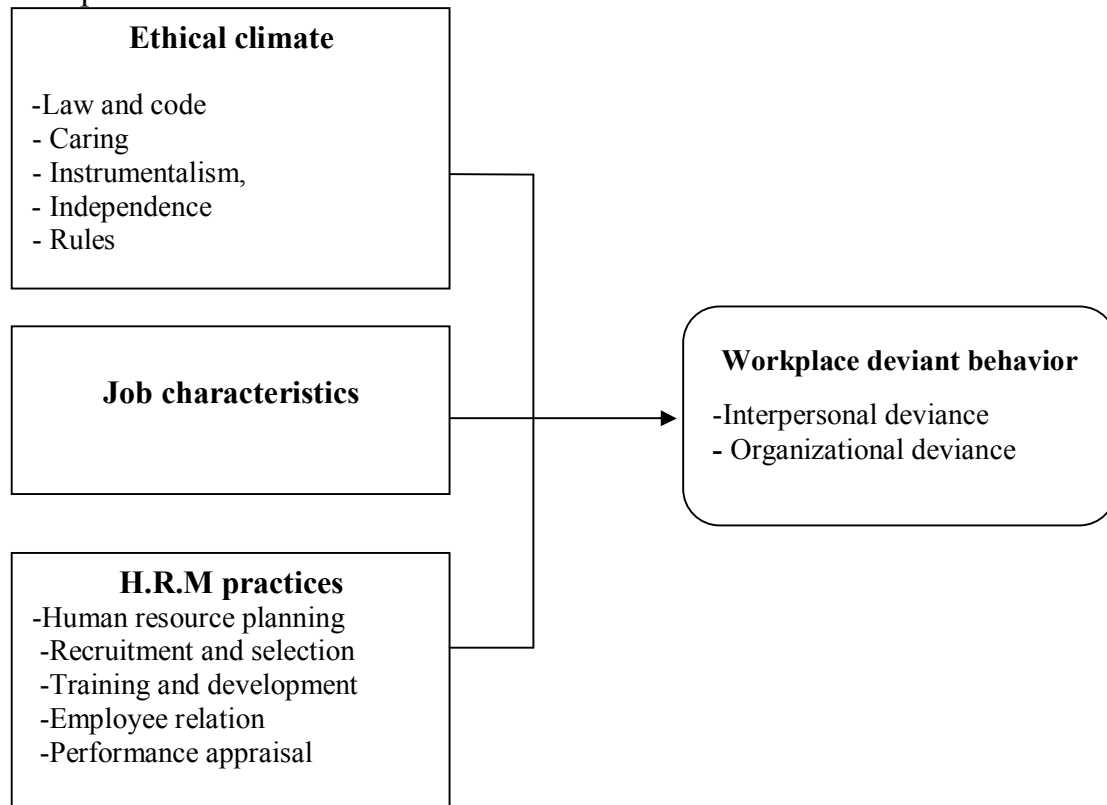 Ethical climate
-Law and code
- Caring
- Instrumentalism,
- Independence
- Rules
Job characteristics
H.R.M practices
-Human resource planning
-Recruitment and selection
-Training and development
-Employee relation
-Performance appraisal
Workplace deviant behavior
-Interpersonal deviance
- Organizational deviance